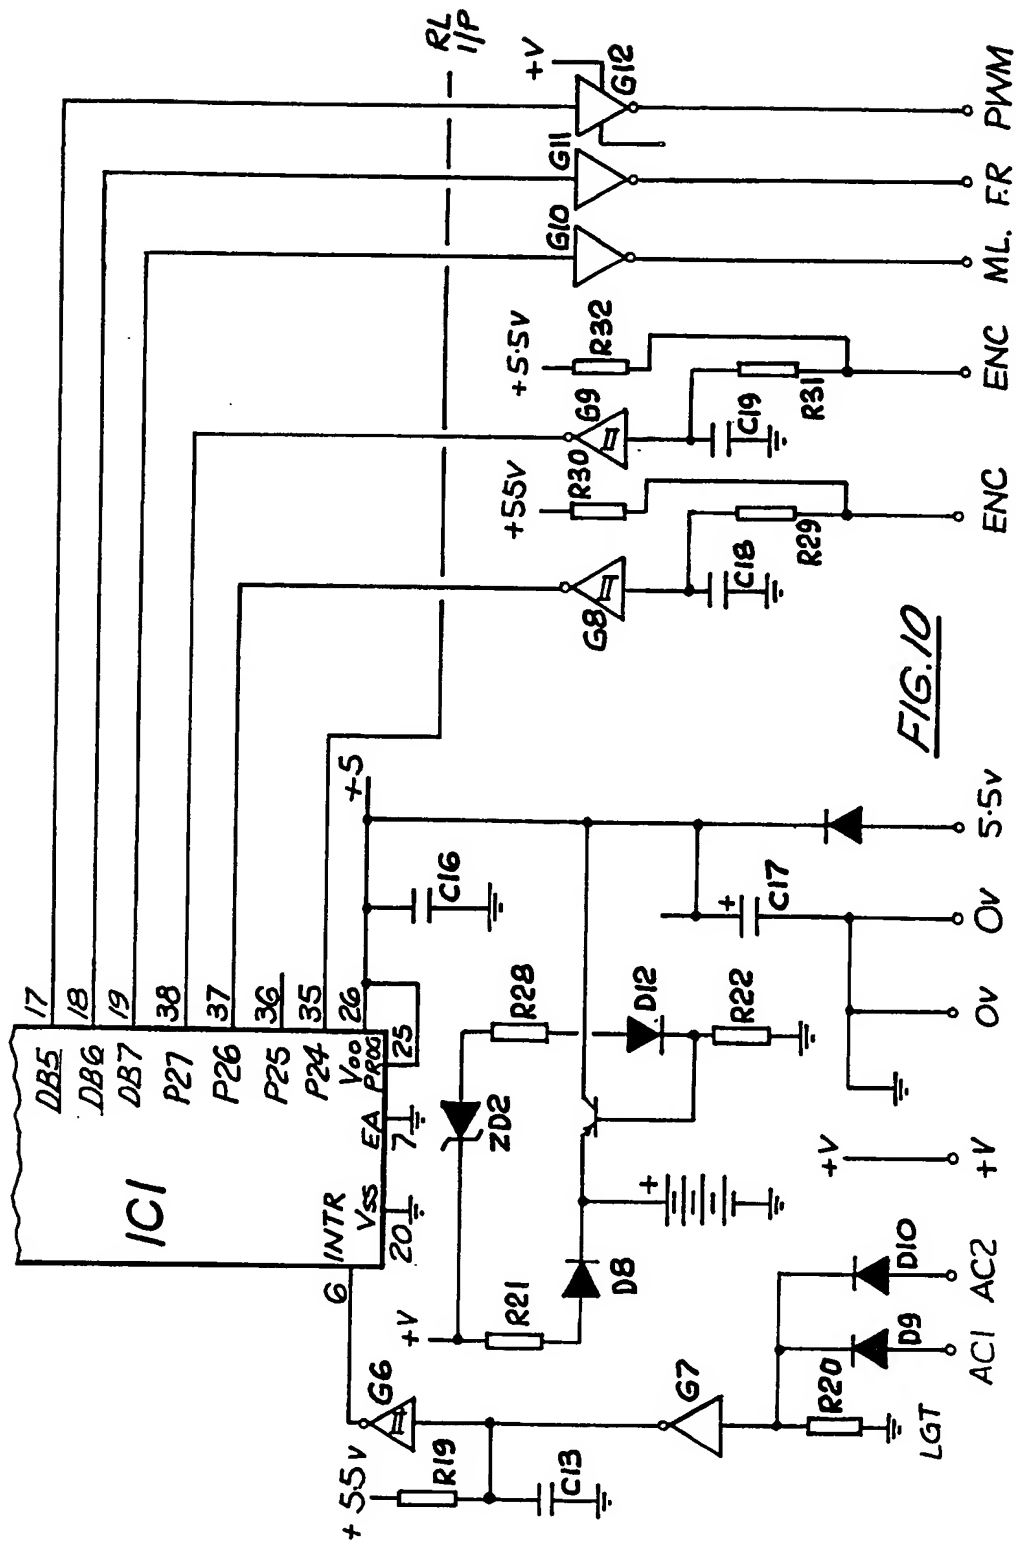 RL
I/P
+V
G12
G11
G10
17
18
19
38
37
36
35
26
25
DB5
DB6
DB7
P27
P26
P25
P24
VDD
PROG
EA
7
VSS
20
INTR
6
IC1
+5
C16
+5.5V
R32
G9
R30
+5.5V
G8
C19
R31
C18
R29
ZD2
R28
D12
R22
C17
+
+V
R21
D8
+
+V
+5.5V
R19
G6
C13
G7
R20
D9
D10
LGT
AC1
AC2
+V
0V
0V
5.5V
ENC
ENC
ML.
F.R
PWM
FIG.10